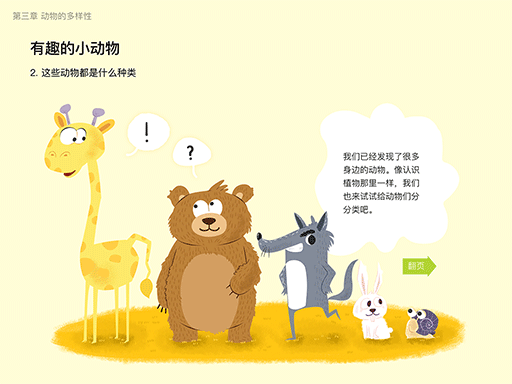 第三章 动物的多样性
有趣的小动物
2. 这些动物都是什么种类
!
?
我们已经发现了很多
身边的动物。像认识
植物那里一样，我们
也来试试给动物们分
分类吧。
翻页